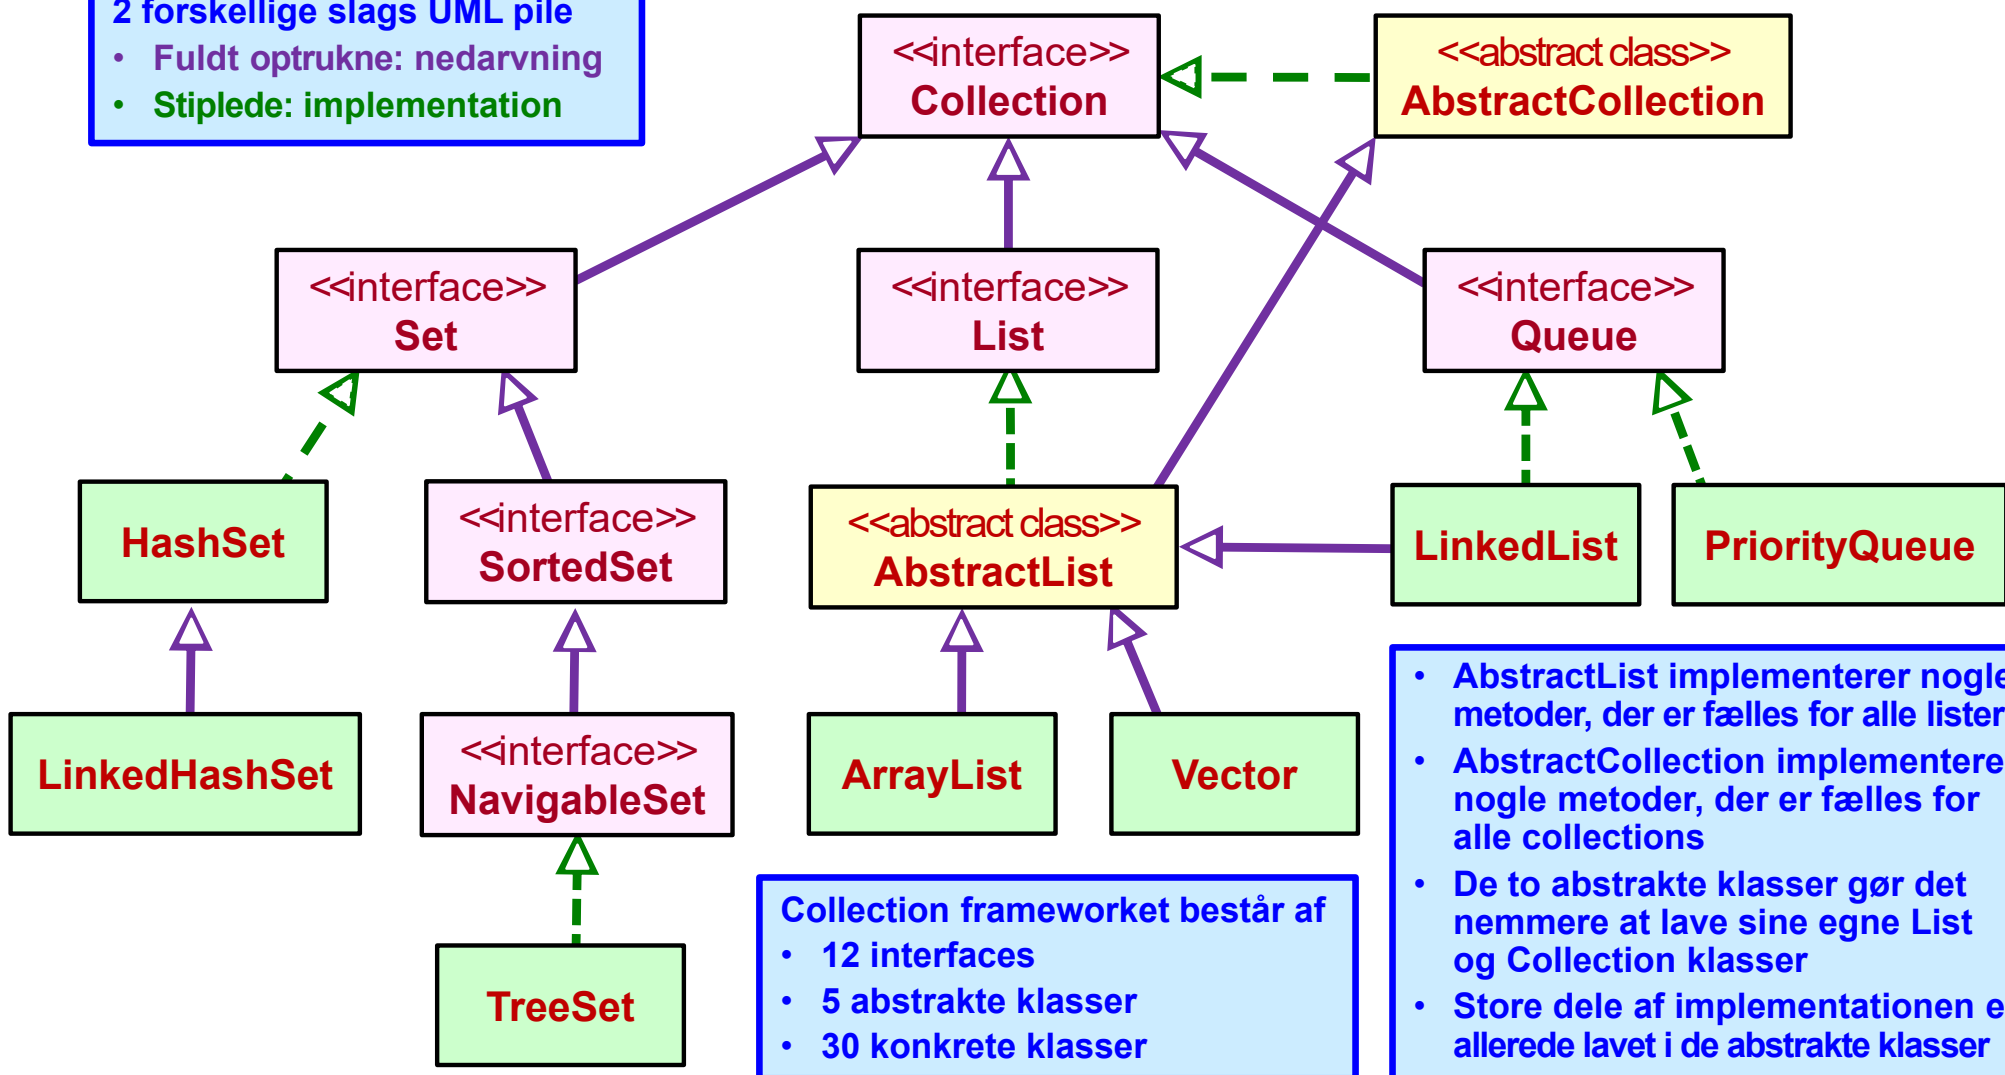 2 forskellige slags UML pile
• Fuldt optrukne: nedarvning
• Stiplede: implementation
<<interface>>
Collection
<<abstract class>>
AbstractCollection
<<interface>>
Set
<<interface>>
List
<<interface>>
Queue
HashSet
<<interface>>
SortedSet
<<abstract class>>
AbstractList
LinkedList
PriorityQueue
LinkedHashSet
<<interface>>
NavigableSet
ArrayList
Vector
TreeSet
Collection frameworket består af
• 12 interfaces
• 5 abstrakte klasser
• 30 konkrete klasser
• AbstractList implementerer nogle
metoder, der er fælles for alle lister
• AbstractCollection implementere
nogle metoder, der er fælles for
alle collections
• De to abstrakte klasser gør det
nemmere at lave sine egne List
og Collection klasser
• Store dele af implementationen e
allerede lavet i de abstrakte klasser